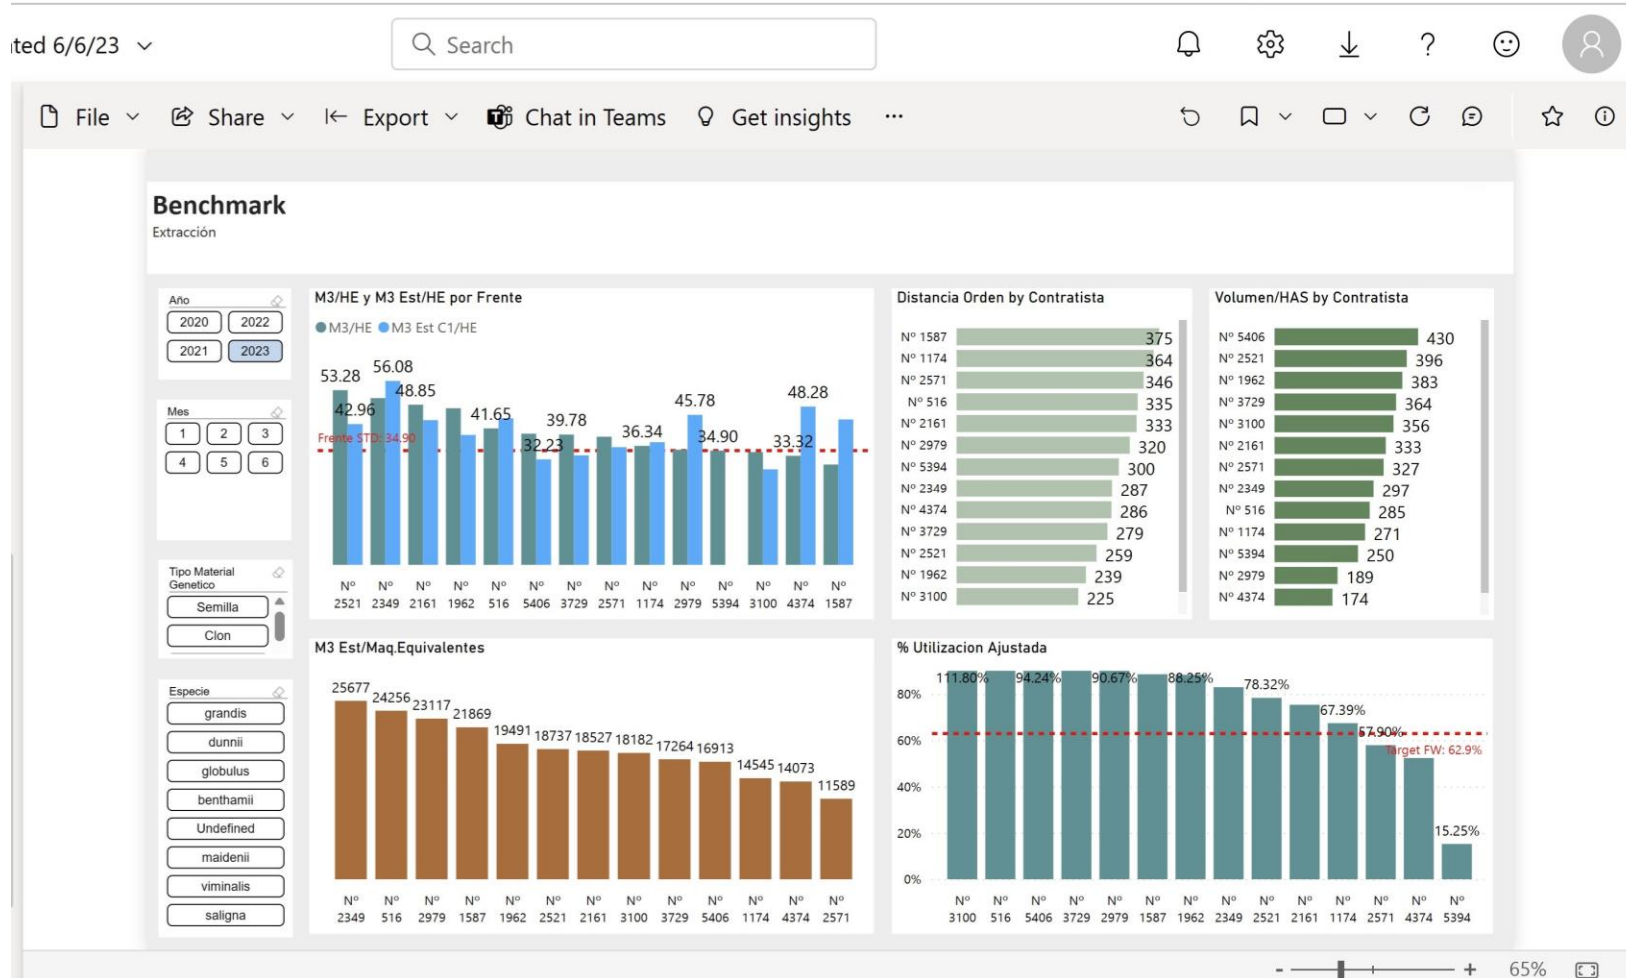 ted 6/6/23
Search
File
Share
Export
Chat in Teams
Get insights
Benchmark
Extracción
Año
2020 2022
2021 2023
Mes
1 2 3
4 5 6
Tipo Material
Genetico
Semilla
Clon
Especie
grandis
dunnii
globulus
benthamii
Undefined
maidenii
viminalis
saligna
M3/HE y M3 Est/HE por Frente
M3/HE M3 Est C1/HE
53.28 56.08 48.85 42.96 41.65 32.23 39.78 36.34 45.78 34.90 33.32 48.28
Frente STD: 34.90
Nº Nº Nº Nº Nº Nº Nº Nº Nº Nº Nº Nº Nº Nº
2521 2349 2161 1962 516 5406 3729 2571 1174 2979 5394 3100 4374 1587
Distancia Orden by Contratista
Nº 1587 375
Nº 1174 364
Nº 2571 346
Nº 516 335
Nº 2161 333
Nº 2979 320
Nº 5394 300
Nº 2349 287
Nº 4374 286
Nº 3729 279
Nº 2521 259
Nº 1962 239
Nº 3100 225
Volumen/HAS by Contratista
Nº 5406 430
Nº 2521 396
Nº 1962 383
Nº 3729 364
Nº 3100 356
Nº 2161 333
Nº 2571 327
Nº 2349 297
Nº 516 285
Nº 1174 271
Nº 5394 250
Nº 2979 189
Nº 4374 174
M3 Est/Maq.Equivalentes
25677 24256 23117 21869 19491 18737 18527 18182 17264 16913 14545 14073 11589
Nº Nº Nº Nº Nº Nº Nº Nº Nº Nº Nº Nº Nº
2349 516 2979 1587 1962 2521 2161 3100 3729 5406 1174 4374 2571
% Utilizacion Ajustada
111.80% 94.24% 90.67% 88.25% 78.32% 67.39% 57.90% 15.25%
80%
60%
Target FW: 62.9%
40%
20%
0%
Nº Nº Nº Nº Nº Nº Nº Nº Nº Nº Nº Nº Nº Nº
3100 516 5406 3729 2979 1587 1962 2349 2521 2161 1174 2571 4374 5394
- + 65%